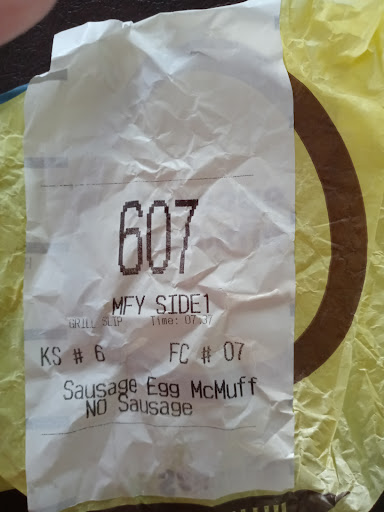 607
MFY SIDE1
GRILL SLIP Time: 07.37
KS # 6 FC # 07
Sausage Egg McMuff
NO Sausage